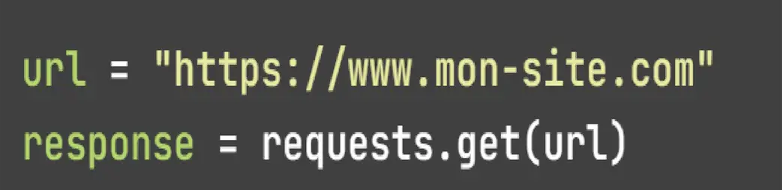 url = "https://www.mon-site.com"
response = requests.get(url)